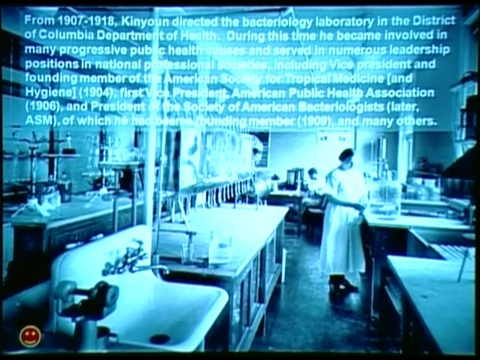 From 1907-1918, Kinyoun directed the bacteriology laboratory in the District
of Columbia Department of Health. During this time he became involved in
many progressive public health causes and served in numerous leadership
positions in national professional societies, including Vice president and
founding member of the American Society for Tropical Medicine [and
Hygiene] (1904), first Vice President, American Public Health Association
(1906), and President of the Society of American Bacteriologists (later,
ASM), of which he had been a founding member (1909), and many others.